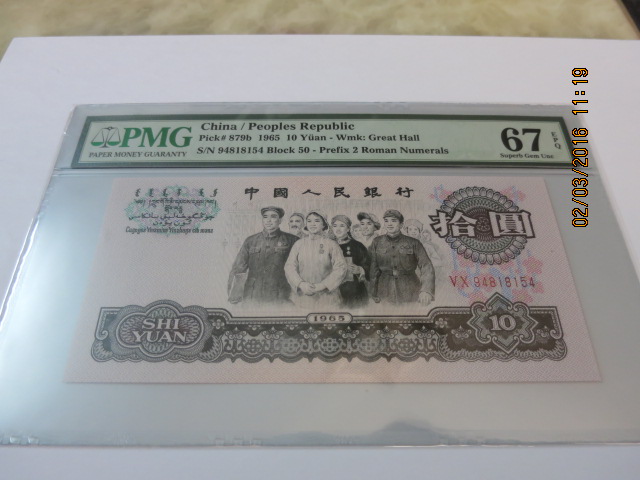 PMG
PAPER MONEY GUARANTY
China / Peoples Republic
Pick# 879b 1965 10 Yüan - Wmk: Great Hall
S/N 94818154 Block 50 - Prefix 2 Roman Numerals
67 EPQ
Superb Gem Unc
中國人民銀行
拾圓
VX 94818154
1965
SHI
YUAN
10
02/03/2016 11:19